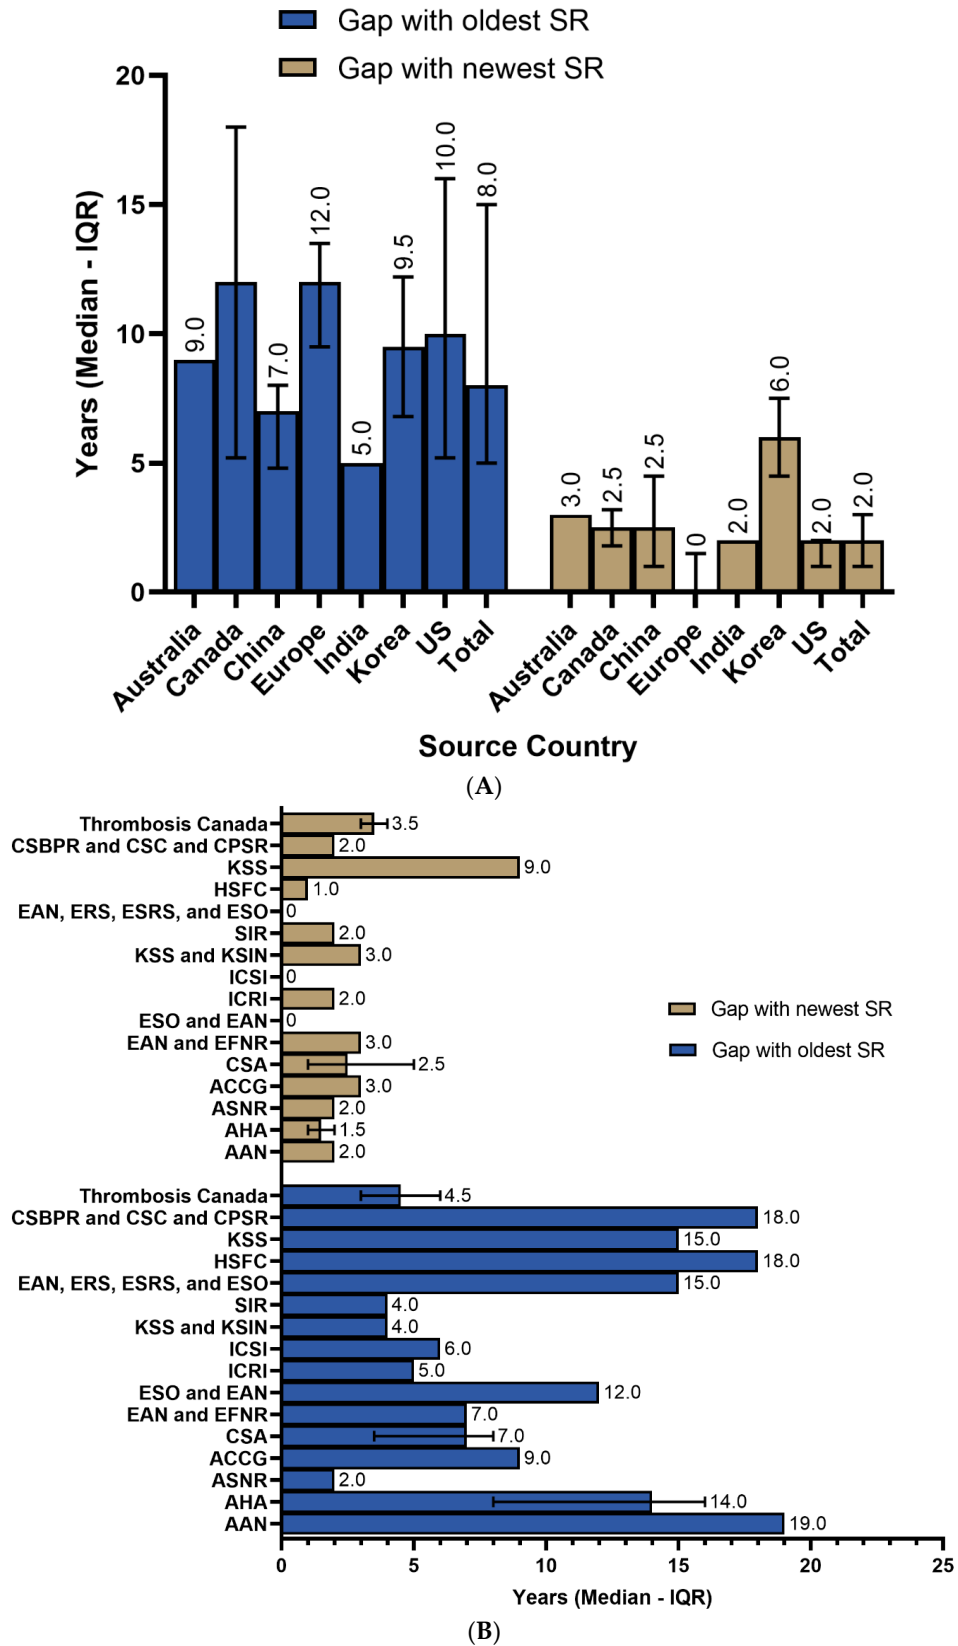 Gap with oldest SR
Gap with newest SR
Years (Median - IQR)
20
15
10
5
0
9.0
7.0
12.0
5.0
9.5
10.0
8.0
3.0
2.5
2.5
0
2.0
6.0
2.0
2.0
Australia
Canada
China
Europe
India
Korea
US
Total
Australia
Canada
China
Europe
India
Korea
US
Total
Source Country
(A)
Thrombosis Canada 3.5
CSBPR and CSC and CPSR 2.0
KSS 9.0
HSFC 1.0
EAN, ERS, ESRS, and ESO 0
SIR 2.0
KSS and KSIN 3.0
ICSI 0
ICRI 2.0
ESO and EAN 0
EAN and EFNR 3.0
CSA 2.5
ACCG 3.0
ASNR 2.0
AHA 1.5
AAN 2.0
Gap with newest SR
Gap with oldest SR
Thrombosis Canada 4.5
CSBPR and CSC and CPSR 18.0
KSS 15.0
HSFC 18.0
EAN, ERS, ESRS, and ESO 15.0
SIR 4.0
KSS and KSIN 4.0
ICSI 6.0
ICRI 5.0
ESO and EAN 12.0
EAN and EFNR 7.0
CSA 7.0
ACCG 9.0
ASNR 2.0
AHA 14.0
AAN 19.0
0 5 10 15 20 25
Years (Median - IQR)
(B)